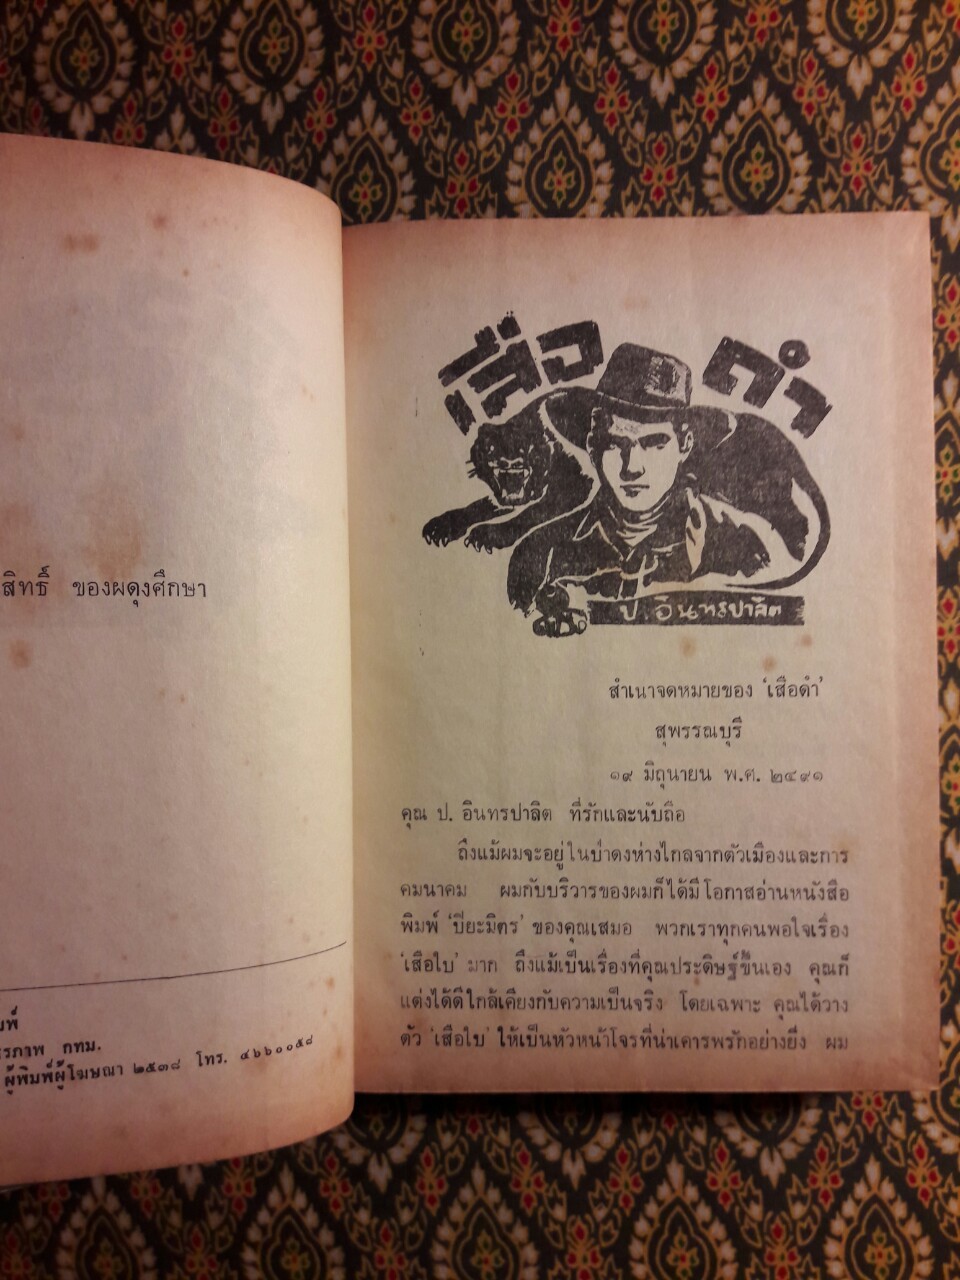 สิทธิ์ ของผดุงศึกษา
มพ์
รภาพ กทม.
ผู้พิมพ์ผู้โฆษณา ๒๕๓๘ โทร. ๔๖๖๐๐๕๘
เสือ ดำ
ป. อินทรปาลิต
สำเนาจดหมายของ ‘เสือดำ’
สุพรรณบุรี
๑๙ มิถุนายน พ.ศ. ๒๔๙๑
คุณ ป. อินทรปาลิต ที่รักและนับถือ
ถึงแม้ผมจะอยู่ในป่าดงห่างไกลจากตัวเมืองและการ
คมนาคม ผมกับบริวารของผมก็ได้มีโอกาสอ่านหนังสือ
พิมพ์ ‘ปิยะมิตร’ ของคุณเสมอ พวกเราทุกคนพอใจเรื่อง
‘เสือใบ’ มาก ถึงแม้เป็นเรื่องที่คุณประดิษฐ์ขึ้นเอง คุณก็
แต่งได้ดีใกล้เคียงกับความเป็นจริง โดยเฉพาะ คุณได้วาง
ตัว ‘เสือใบ’ ให้เป็นหัวหน้าโจรที่น่าเคารพรักอย่างยิ่ง ผม